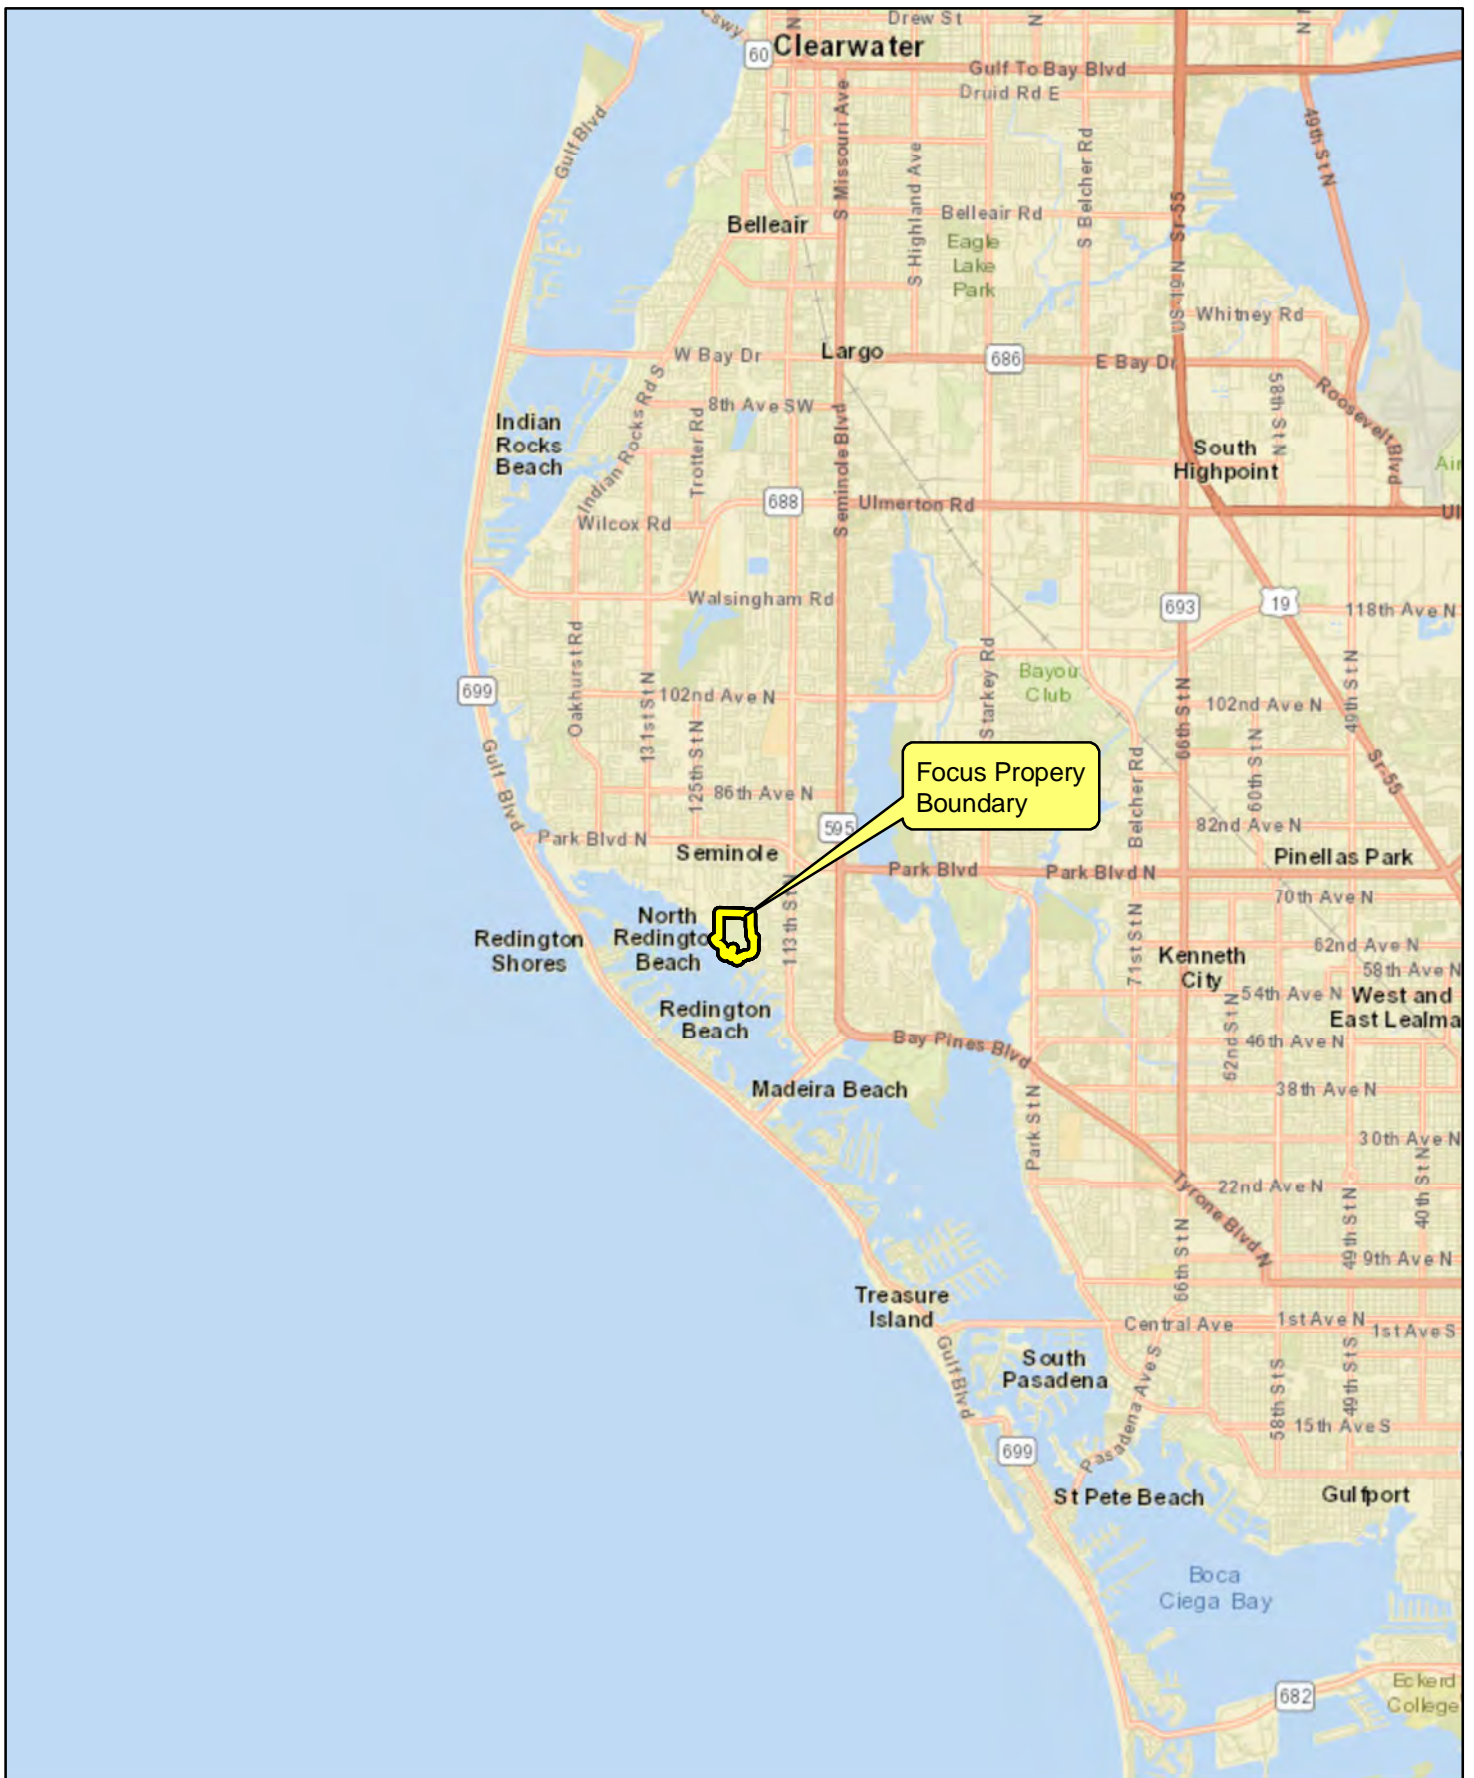 Drew St
N
N
N
Cswy
60
Clearwater
Gulf To Bay Blvd
Druid Rd E
Gulf Blvd
S Missouri Ave
S Highland Ave
S Belcher Rd
49th St N
Belleair
Belleair Rd
Eagle
Lake
Park
US 19 N Sr-55
Whitney Rd
W Bay Dr
Largo
686
E Bay Dr
58th St N
Roosevelt Blvd
8th Ave SW
Indian
Rocks
Beach
Indian Rocks Rd S
Trotter Rd
Seminole Blvd
South
Highpoint
Air
688
Ulmerton Rd
Ul
Wilcox Rd
Walsingham Rd
693
19
118th Ave N
Oakhurst Rd
131st St N
Starkey Rd
Bayou
Club
66th St N
49th St N
699
102nd Ave N
102nd Ave N
125th St N
Gulf Blvd
Focus Propery
Boundary
Belcher Rd
60th St N
Sr-55
86th Ave N
595
82nd Ave N
Park Blvd N
Seminole
Park Blvd
Park Blvd N
Pinellas Park
70th Ave N
113th St N
71st St N
North
Redingto
Beach
Redington
Shores
Kenneth
City
62nd Ave N
58th Ave N
54th Ave N
West and
East Lealma
Redington
Beach
62nd St N
Bay Pines Blvd
46th Ave N
Madeira Beach
38th Ave N
Park St N
30th Ave N
40th St N
22nd Ave N
Tyrone Blvd N
66th St N
49th St N
9th Ave N
Treasure
Island
Central Ave
1st Ave N
1st Ave S
Gulf Blvd
South
Pasadena
Pasadena Ave S
58th St S
49th St S
15th Ave S
699
St Pete Beach
Gulfport
Boca
Ciega Bay
682
Eckerd
College